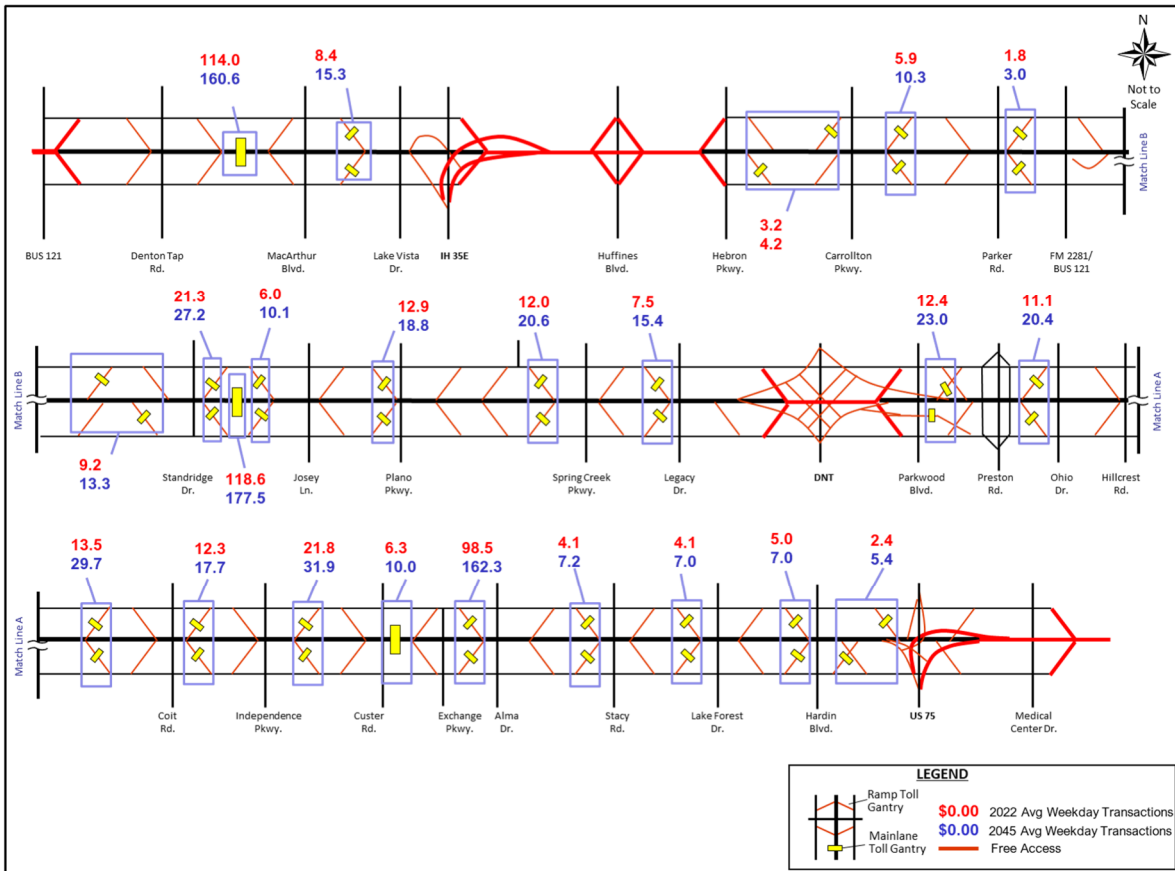 N
Not to
Scale
114.0
160.6
8.4
15.3
5.9
10.3
1.8
3.0
Match Line B
3.2
4.2
BUS 121
Denton Tap
Rd.
MacArthur
Blvd.
Lake Vista
Dr.
IH 35E
Huffines
Blvd.
Hebron
Pkwy.
Carrollton
Pkwy.
Parker
Rd.
FM 2281/
BUS 121
21.3
27.2
6.0
10.1
12.9
18.8
12.0
20.6
7.5
15.4
12.4
23.0
11.1
20.4
Match Line B
Match Line A
9.2
13.3
Standridge
Dr.
118.6
177.5
Josey
Ln.
Plano
Pkwy.
Spring Creek
Pkwy.
Legacy
Dr.
DNT
Parkwood
Blvd.
Preston
Rd.
Ohio
Dr.
Hillcrest
Rd.
13.5
29.7
12.3
17.7
21.8
31.9
6.3
10.0
98.5
162.3
4.1
7.2
4.1
7.0
5.0
7.0
2.4
5.4
Match Line A
Coit
Rd.
Independence
Pkwy.
Custer
Rd.
Exchange
Pkwy.
Alma
Dr.
Stacy
Rd.
Lake Forest
Dr.
Hardin
Blvd.
US 75
Medical
Center Dr.
LEGEND
Ramp Toll
Gantry
Mainlane
Toll Gantry
$0.00 2022 Avg Weekday Transactions
$0.00 2045 Avg Weekday Transactions
Free Access